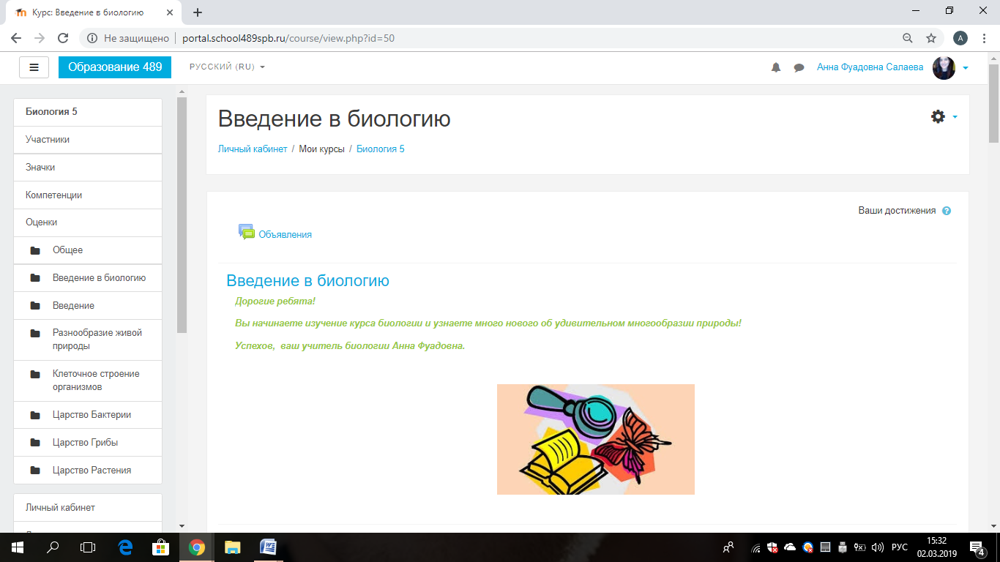 Курс: Введение в биологию
Не защищено
portal.school489spb.ru/course/view.php?id=50
A
Образование 489
РУССКИЙ (RU)
Анна Фуадовна Салаева
Биология 5
Участники
Значки
Компетенции
Оценки
Общее
Введение в биологию
Введение
Разнообразие живой
природы
Клеточное строение
организмов
Царство Бактерии
Царство Грибы
Царство Растения
Личный кабинет
Введение в биологию
Личный кабинет / Мои курсы / Биология 5
Ваши достижения
Объявления
Введение в биологию
Дорогие ребята!
Вы начинаете изучение курса биологии и узнаете много нового об удивительном многообразии природы!
Успехов, ваш учитель биологии Анна Фуадовна.
РУС
15:32
02.03.2019
4